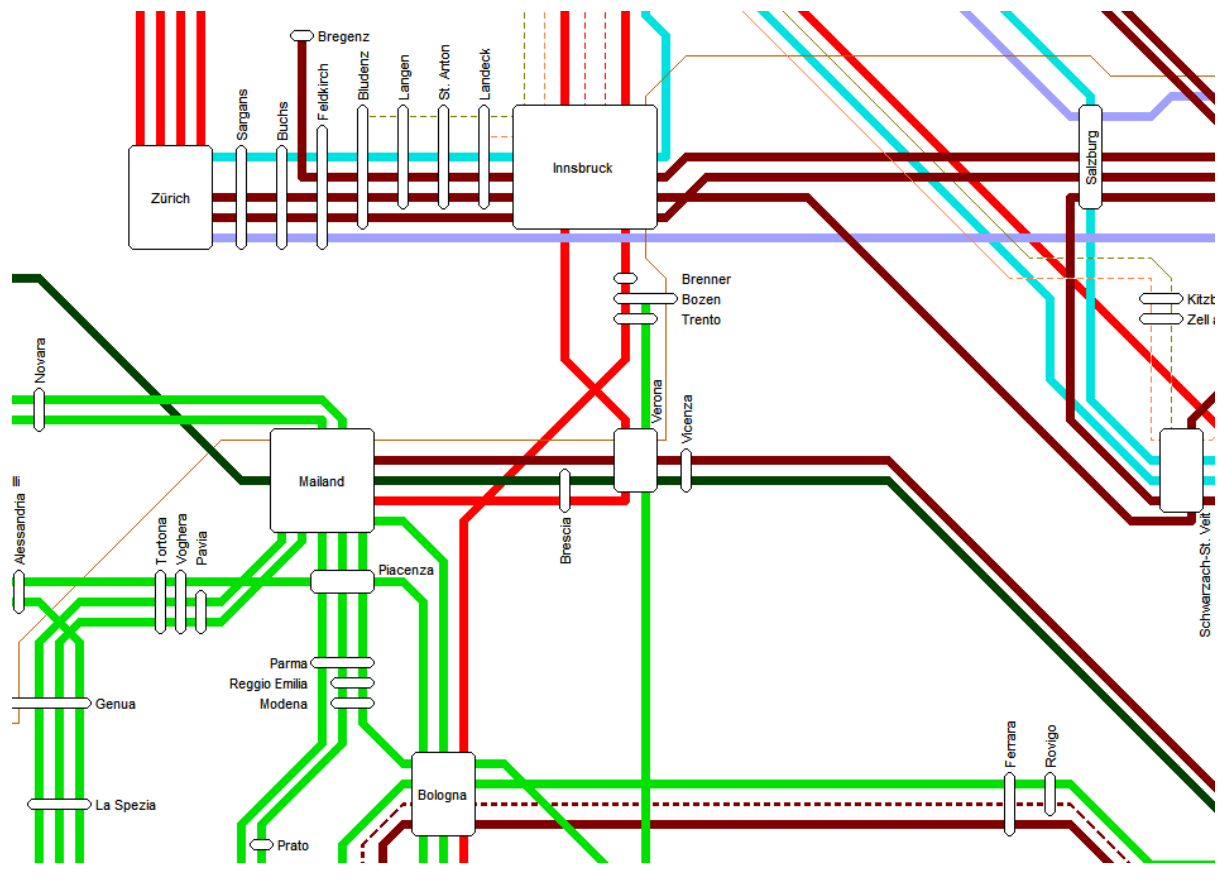 Bregenz
Sargans
Buchs
Feldkirch
Bludenz
Langen
St. Anton
Landeck
Innsbruck
Salzburg
Zürich
Brenner
Bozen
Trento
Kitzb
Zell a
Novara
Verona
Vicenza
Mailand
lli
Alessandria
Tortona
Voghera
Pavia
Brescia
Piacenza
Schwarzach-St. Veit
Parma
Reggio Emilia
Modena
Genua
Ferrara
Rovigo
Bologna
La Spezia
Prato